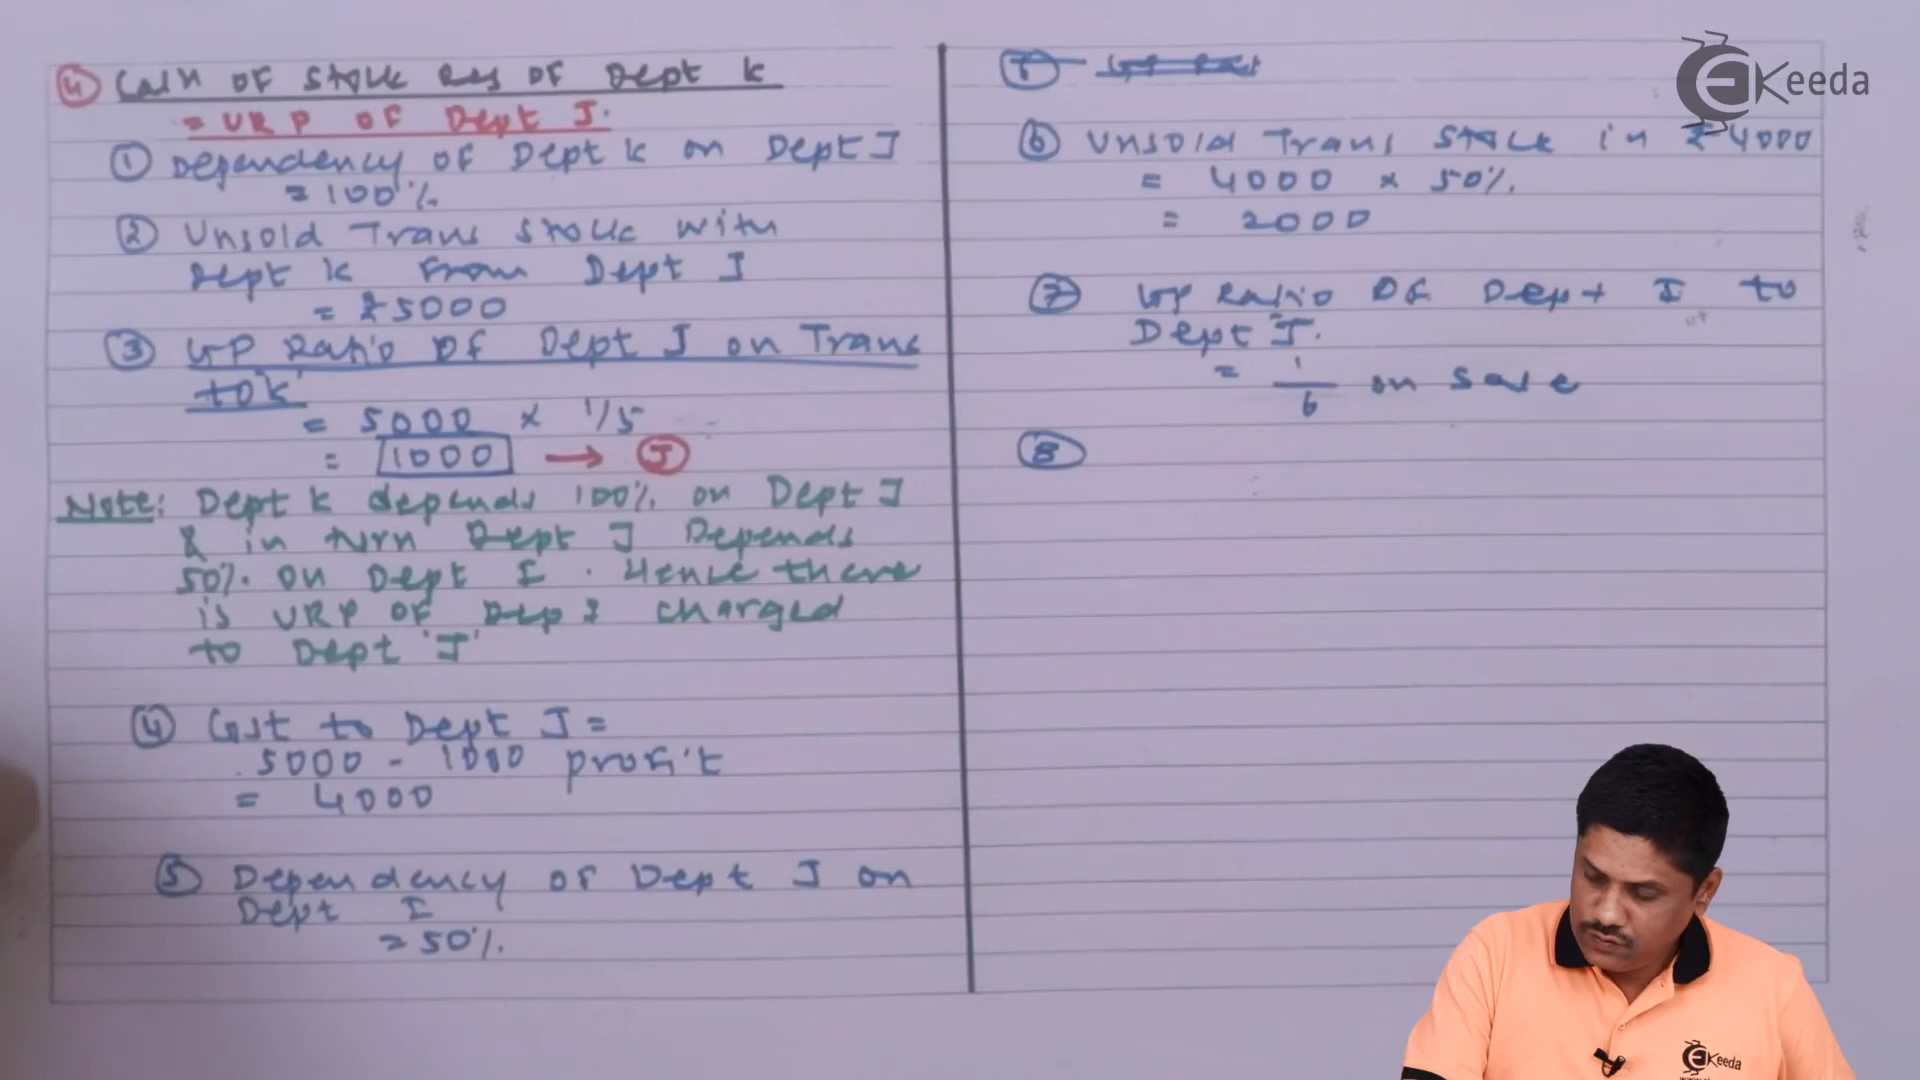 ④ Caln OF Stock Res OF Dept K
= URP OF Dept J.
① Dependency OF Dept K on Dept J
= 100%
② Unsold Trans Stock with
Dept K From Dept J
= ₹5000
③ GP Ratio OF Dept J on Trans
to 'K'
= 5000 × 1/5
= 1000 → J
Note: Dept K depends 100% on Dept J
& in turn Dept J Depends
50% on Dept I. Hence there
is URP OF Dep I charged
to Dept 'J'
④ Cost to Dept J =
5000 - 1000 profit
= 4000
⑤ Dependency OF Dept J on
Dept I
= 50%.
⑥ Unsold Trans Stock in ₹4000
= 4000 × 50%.
= 2000
⑦ GP Ratio OF Dept I to
Dept J.
= 1/6 on Sale
⑧
Keeda
Keeda